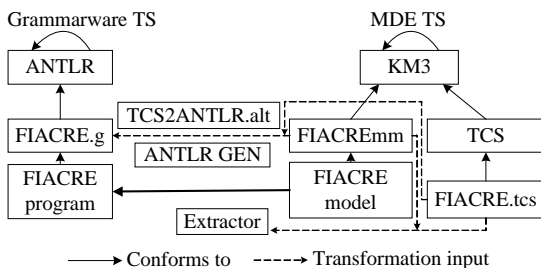 Grammarware TS
MDE TS
ANTLR
KM3
TCS2ANTLR.alt
FIACRE.g
FIACREmm
TCS
ANTLR GEN
FIACRE
program
FIACRE
model
FIACRE.tcs
Extractor
Conforms to
Transformation input